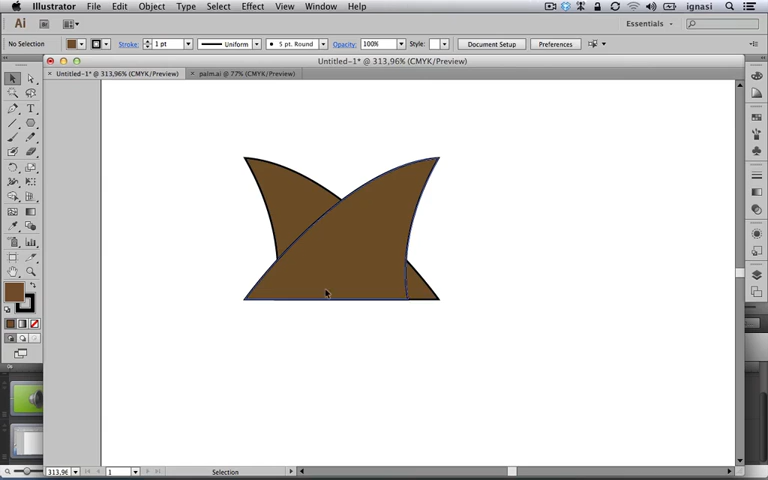 Illustrator File Edit Object Type Select Effect View Window Help ignasi
Ai Essentials
No Selection Stroke: 1 pt Uniform 5 pt. Round Opacity: 100% Style: Document Setup Preferences
Untitled-1* @ 313,96% (CMYK/Preview)
Untitled-1* @ 313,96% (CMYK/Preview) palm.ai @ 77% (CMYK/Preview)
T
313,96 1 Selection